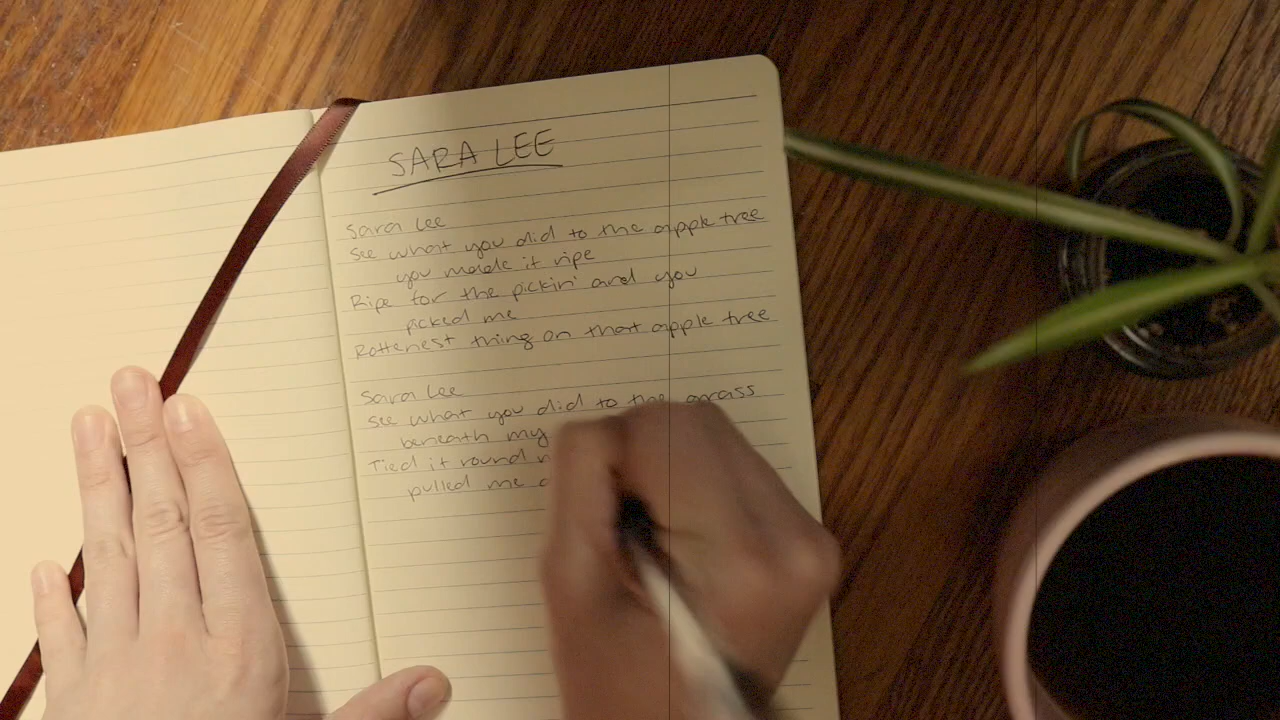 SARA LEE
Sara Lee
See what you did to the apple tree
you made it ripe
Ripe for the pickin' and you
picked me
Rottenest thing on that apple tree
Sara Lee
See what you did to the grass
beneath my
Tied it round
pulled me